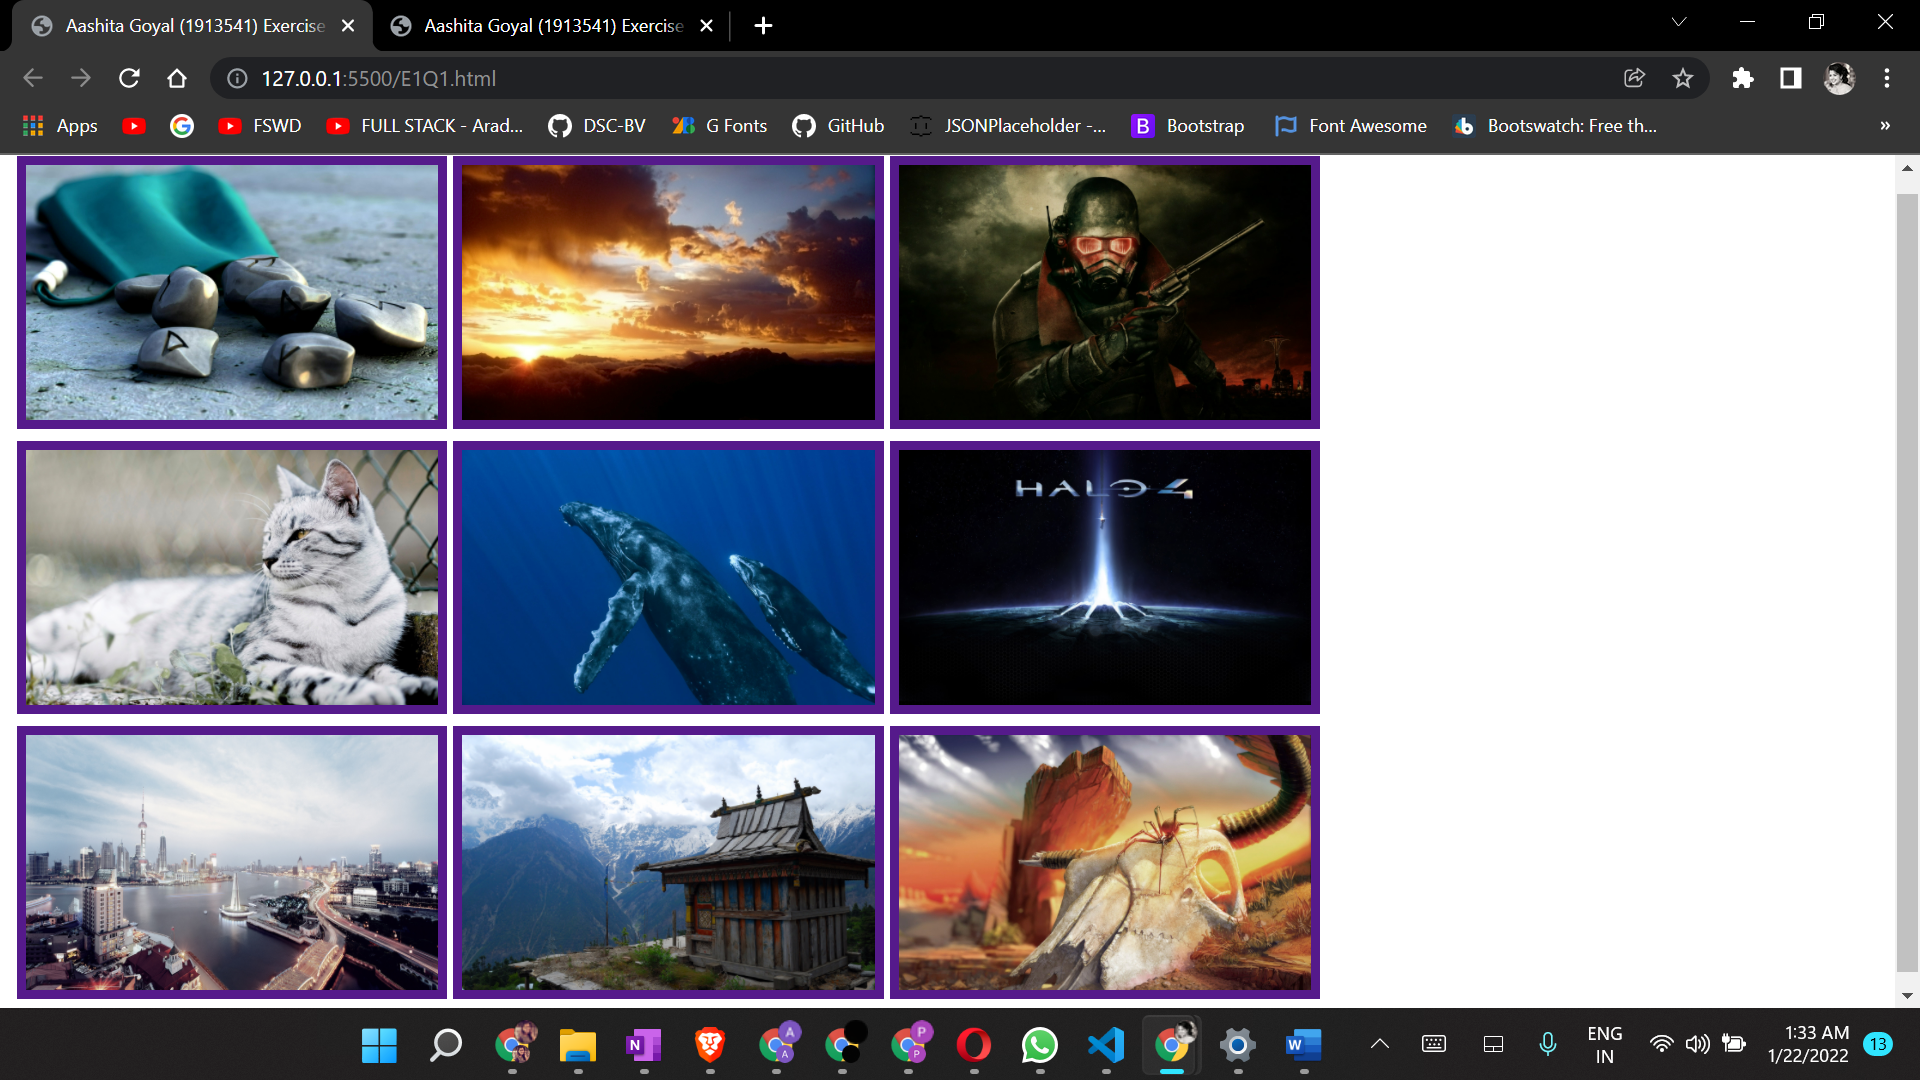 Aashita Goyal (1913541) Exercise
Aashita Goyal (1913541) Exercise
127.0.0.1:5500/E1Q1.html
Apps
FSWD
FULL STACK - Arad...
DSC-BV
G Fonts
GitHub
JSONPlaceholder -...
B Bootstrap
Font Awesome
Bootswatch: Free th...
»
HALO 4
N
A
A
P
P
W
ENG
IN
1:33 AM
1/22/2022
13